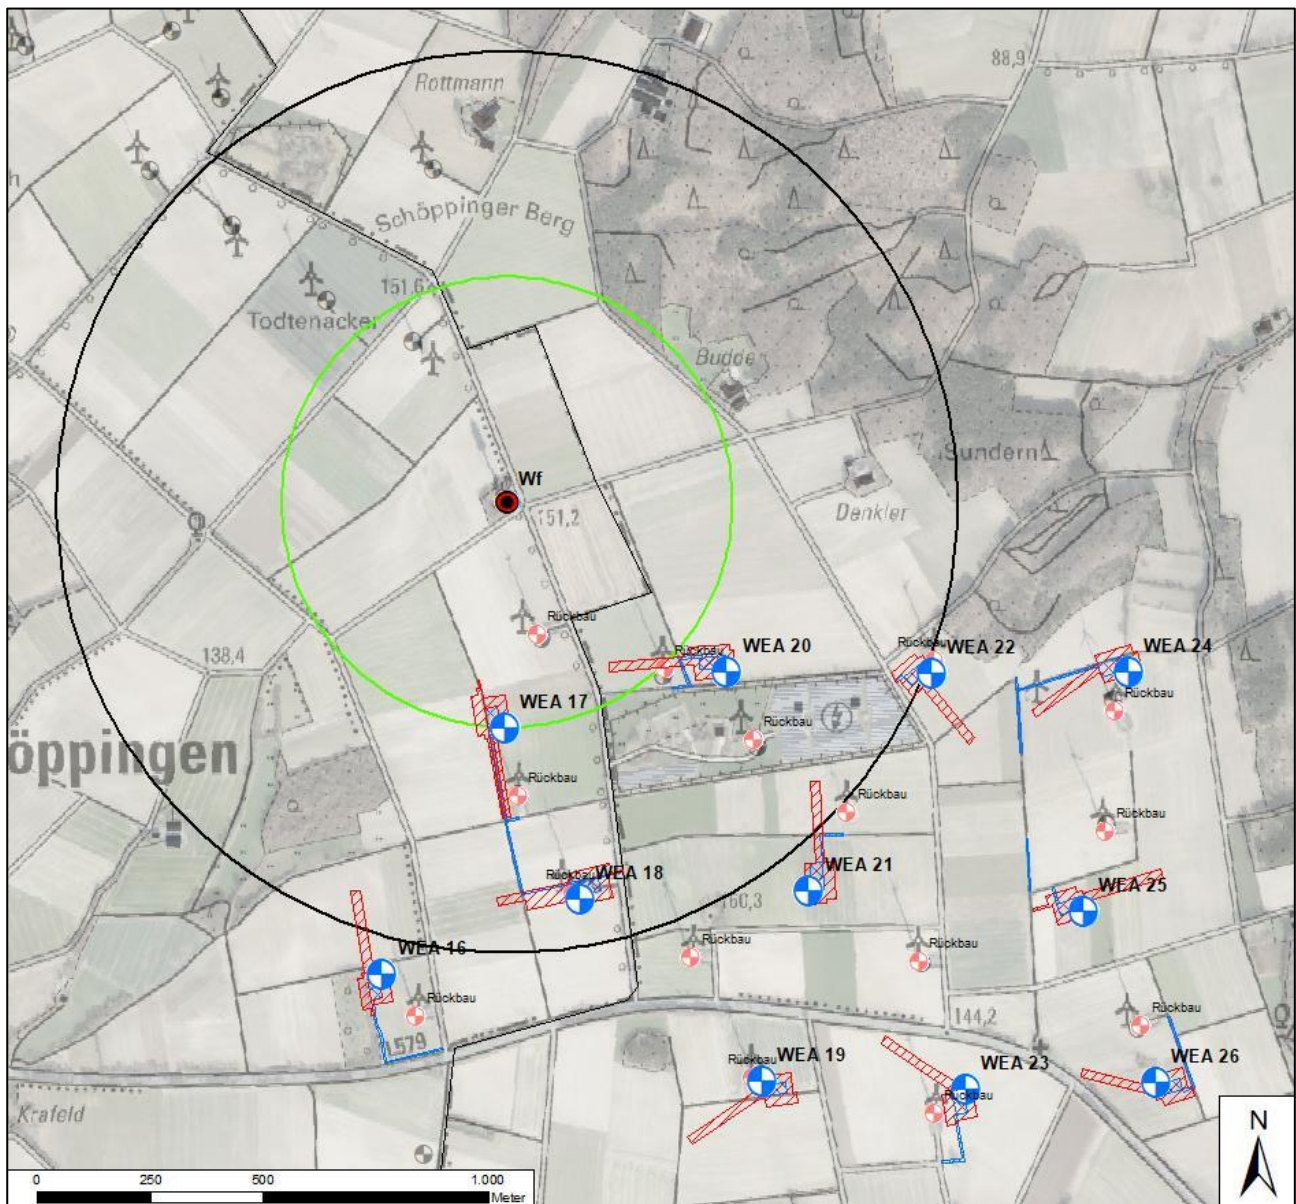 88,9
Rottmann
Schöppinger Berg
151,6
Todtenacker
Budde
Wf
151,2
Sundern
Denkler
Rückbau
138,4
Rückbau
WEA 20
Rückbau
WEA 22
WEA 24
Rückbau
WEA 17
Rückbau
öppingen
Rückbau
Rückbau
Rückbau
Rückbau
WEA 18
WEA 21
WEA 25
60,3
WEA 16
Rückbau
Rückbau
Rückbau
Rückbau
144,2
L579
Rückbau
WEA 19
WEA 23
WEA 26
Rückbau
Krafeld
N
0 250 500 1.000
Meter